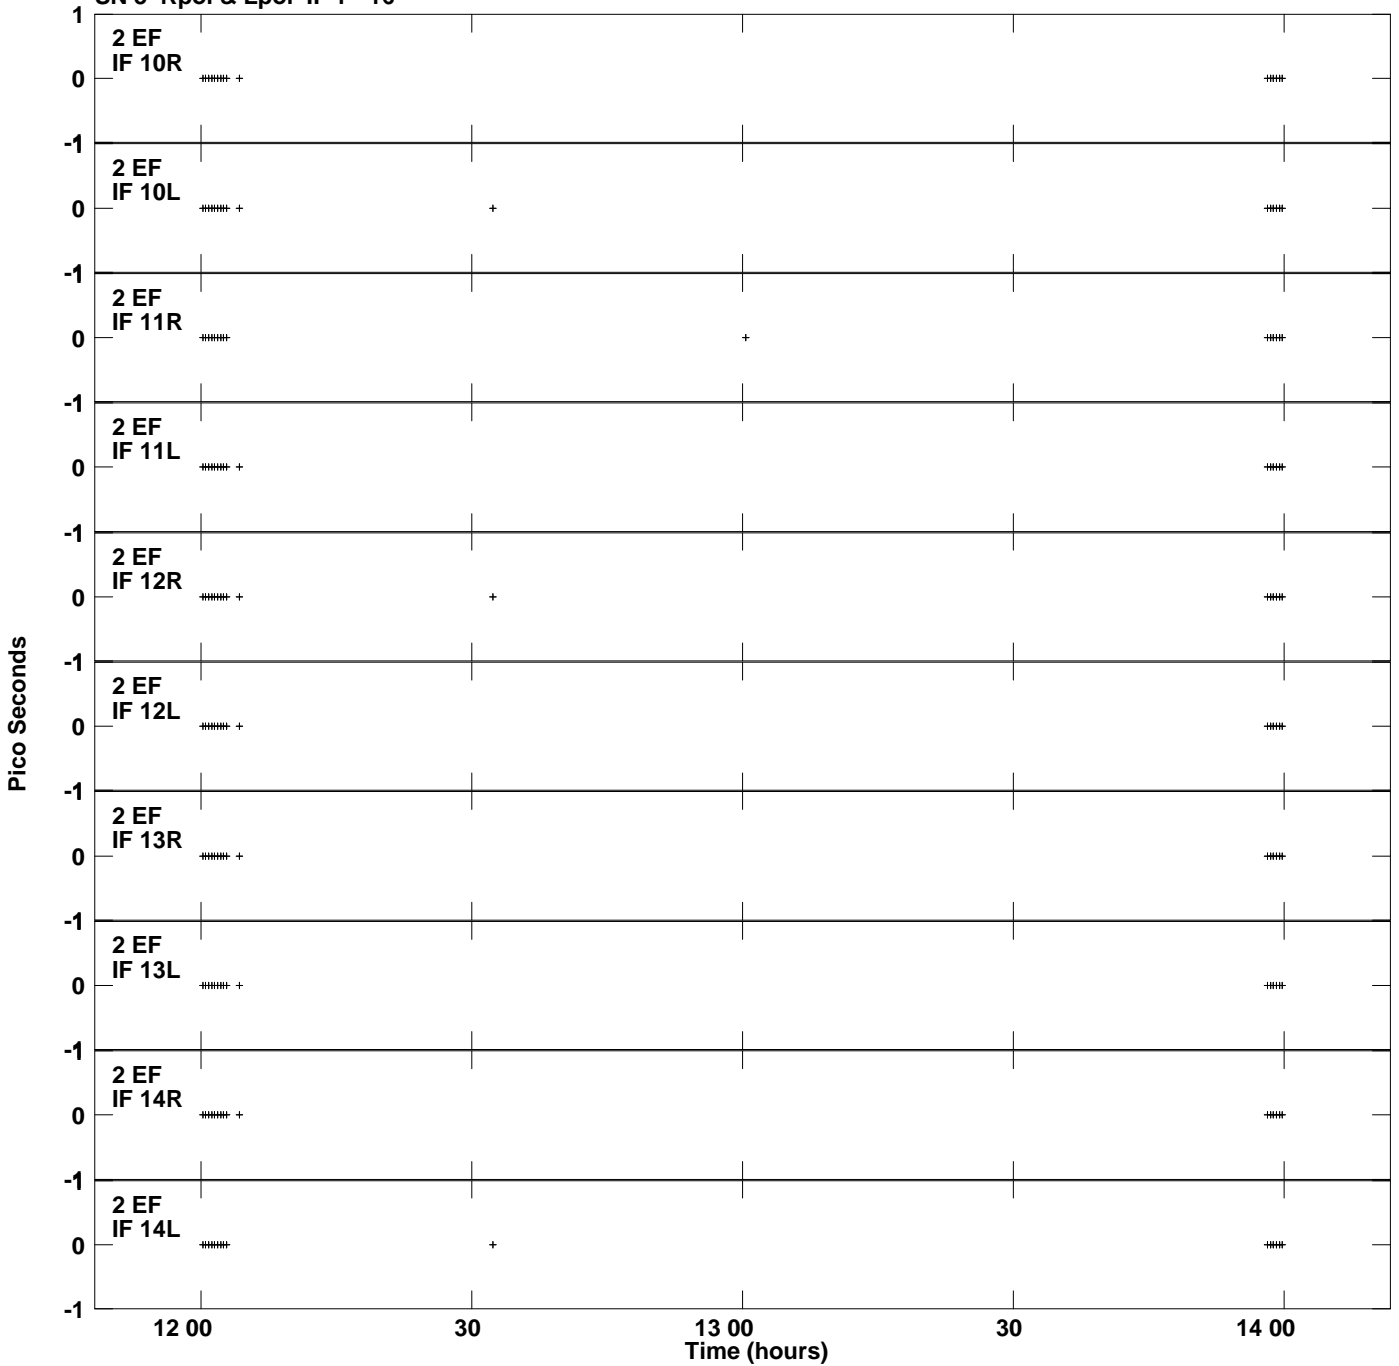 1
2 EF
IF 10R
0
-1
2 EF
IF 10L
0
-1
2 EF
IF 11R
0
-1
2 EF
IF 11L
0
-1
2 EF
IF 12R
0
-1
2 EF
IF 12L
0
-1
2 EF
IF 13R
0
-1
2 EF
IF 13L
0
-1
2 EF
IF 14R
0
-1
2 EF
IF 14L
0
-1
Pico Seconds
12 00 30 13 00 30 14 00
Time (hours)